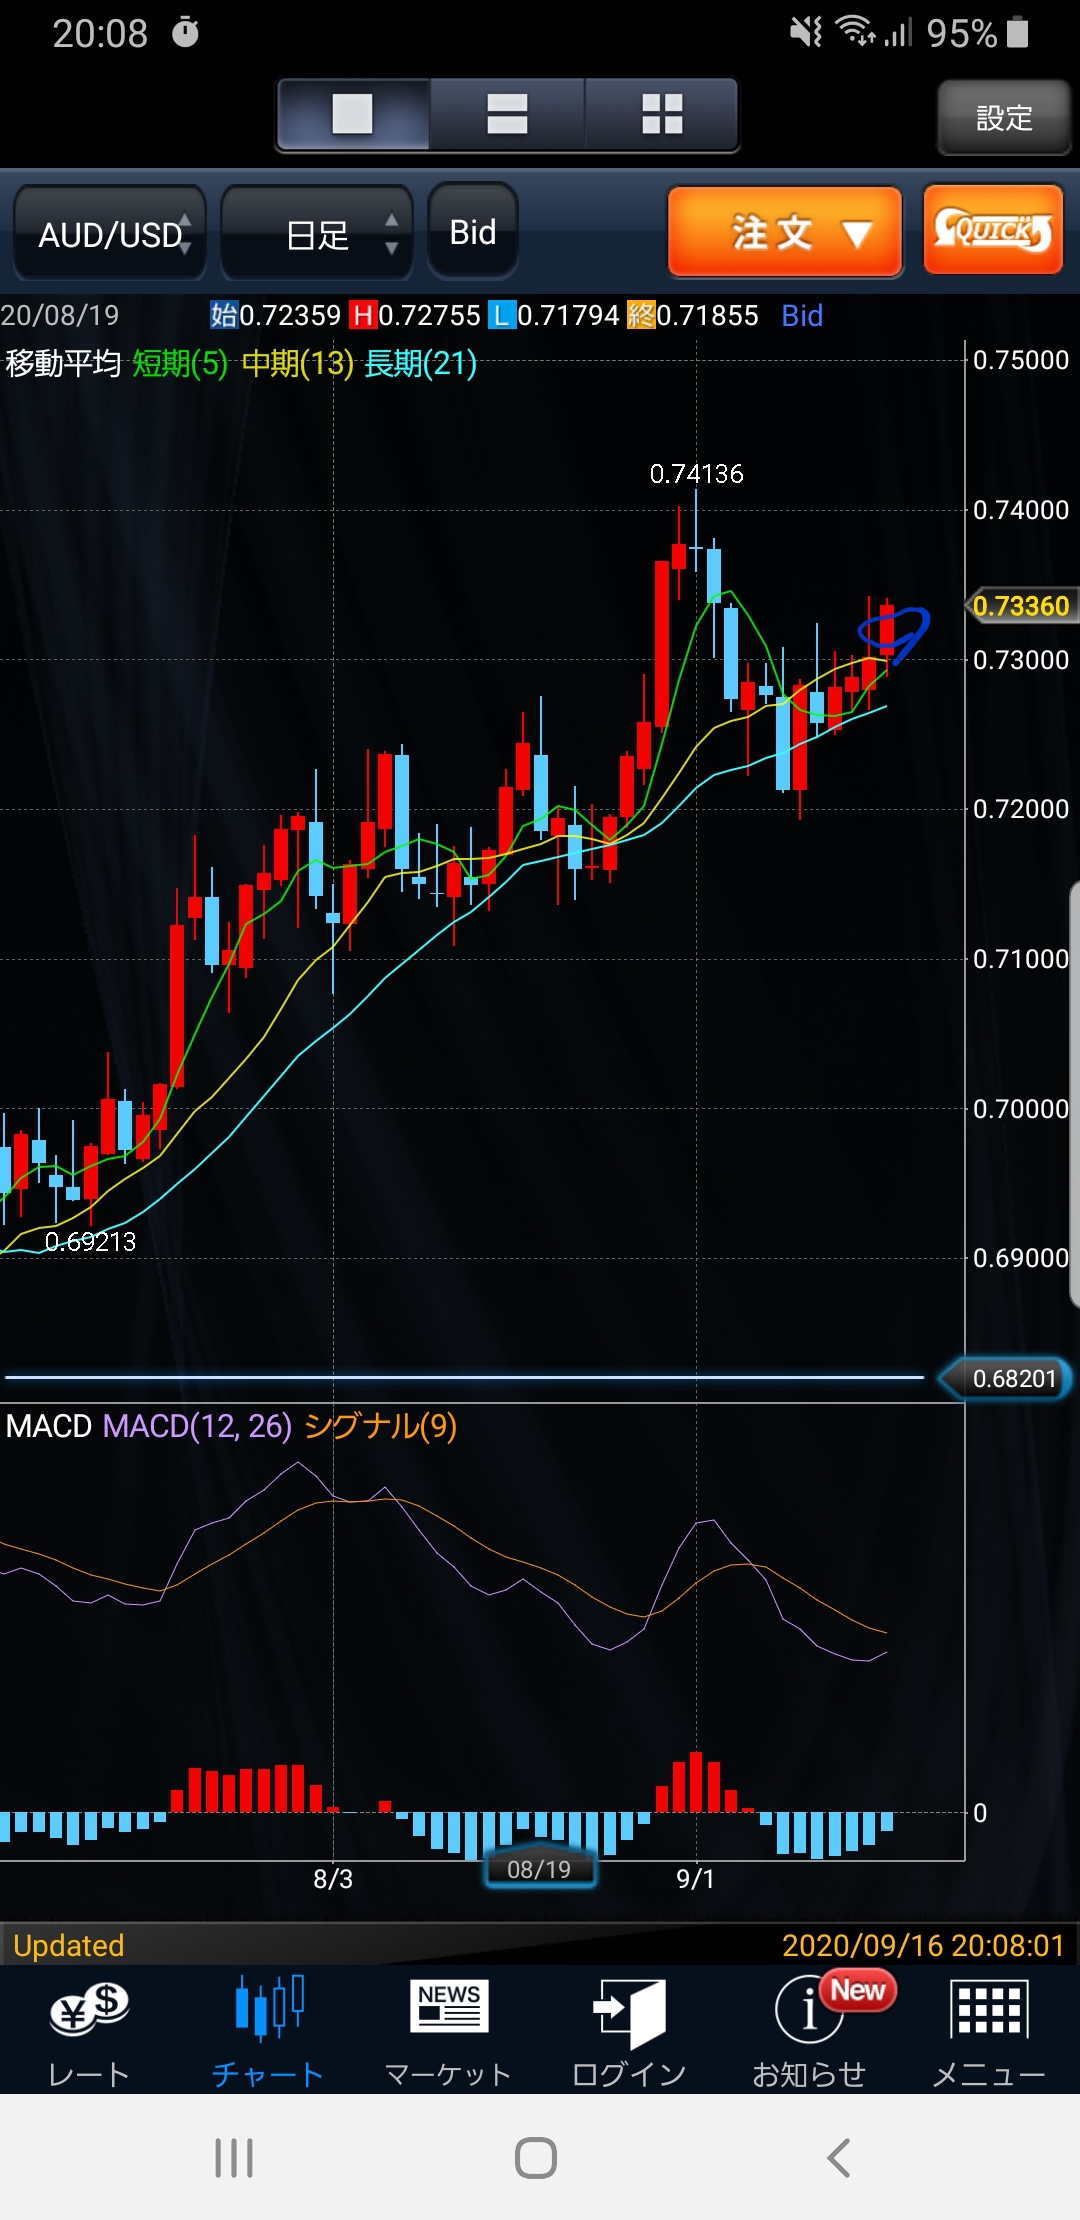 20:08 95%
設定
AUD/USD 日足 Bid 注文 QUICK
20/08/19 始0.72359 H0.72755 L0.71794 終0.71855 Bid
移動平均 短期(5) 中期(13) 長期(21)
0.75000
0.74136
0.74000
0.73360
0.73000
0.72000
0.71000
0.70000
0.69213
0.69000
0.68201
MACD MACD(12, 26) シグナル(9)
0
8/3 08/19 9/1
Updated 2020/09/16 20:08:01
NEWS New
レート チャート マーケット ログイン お知らせ メニュー